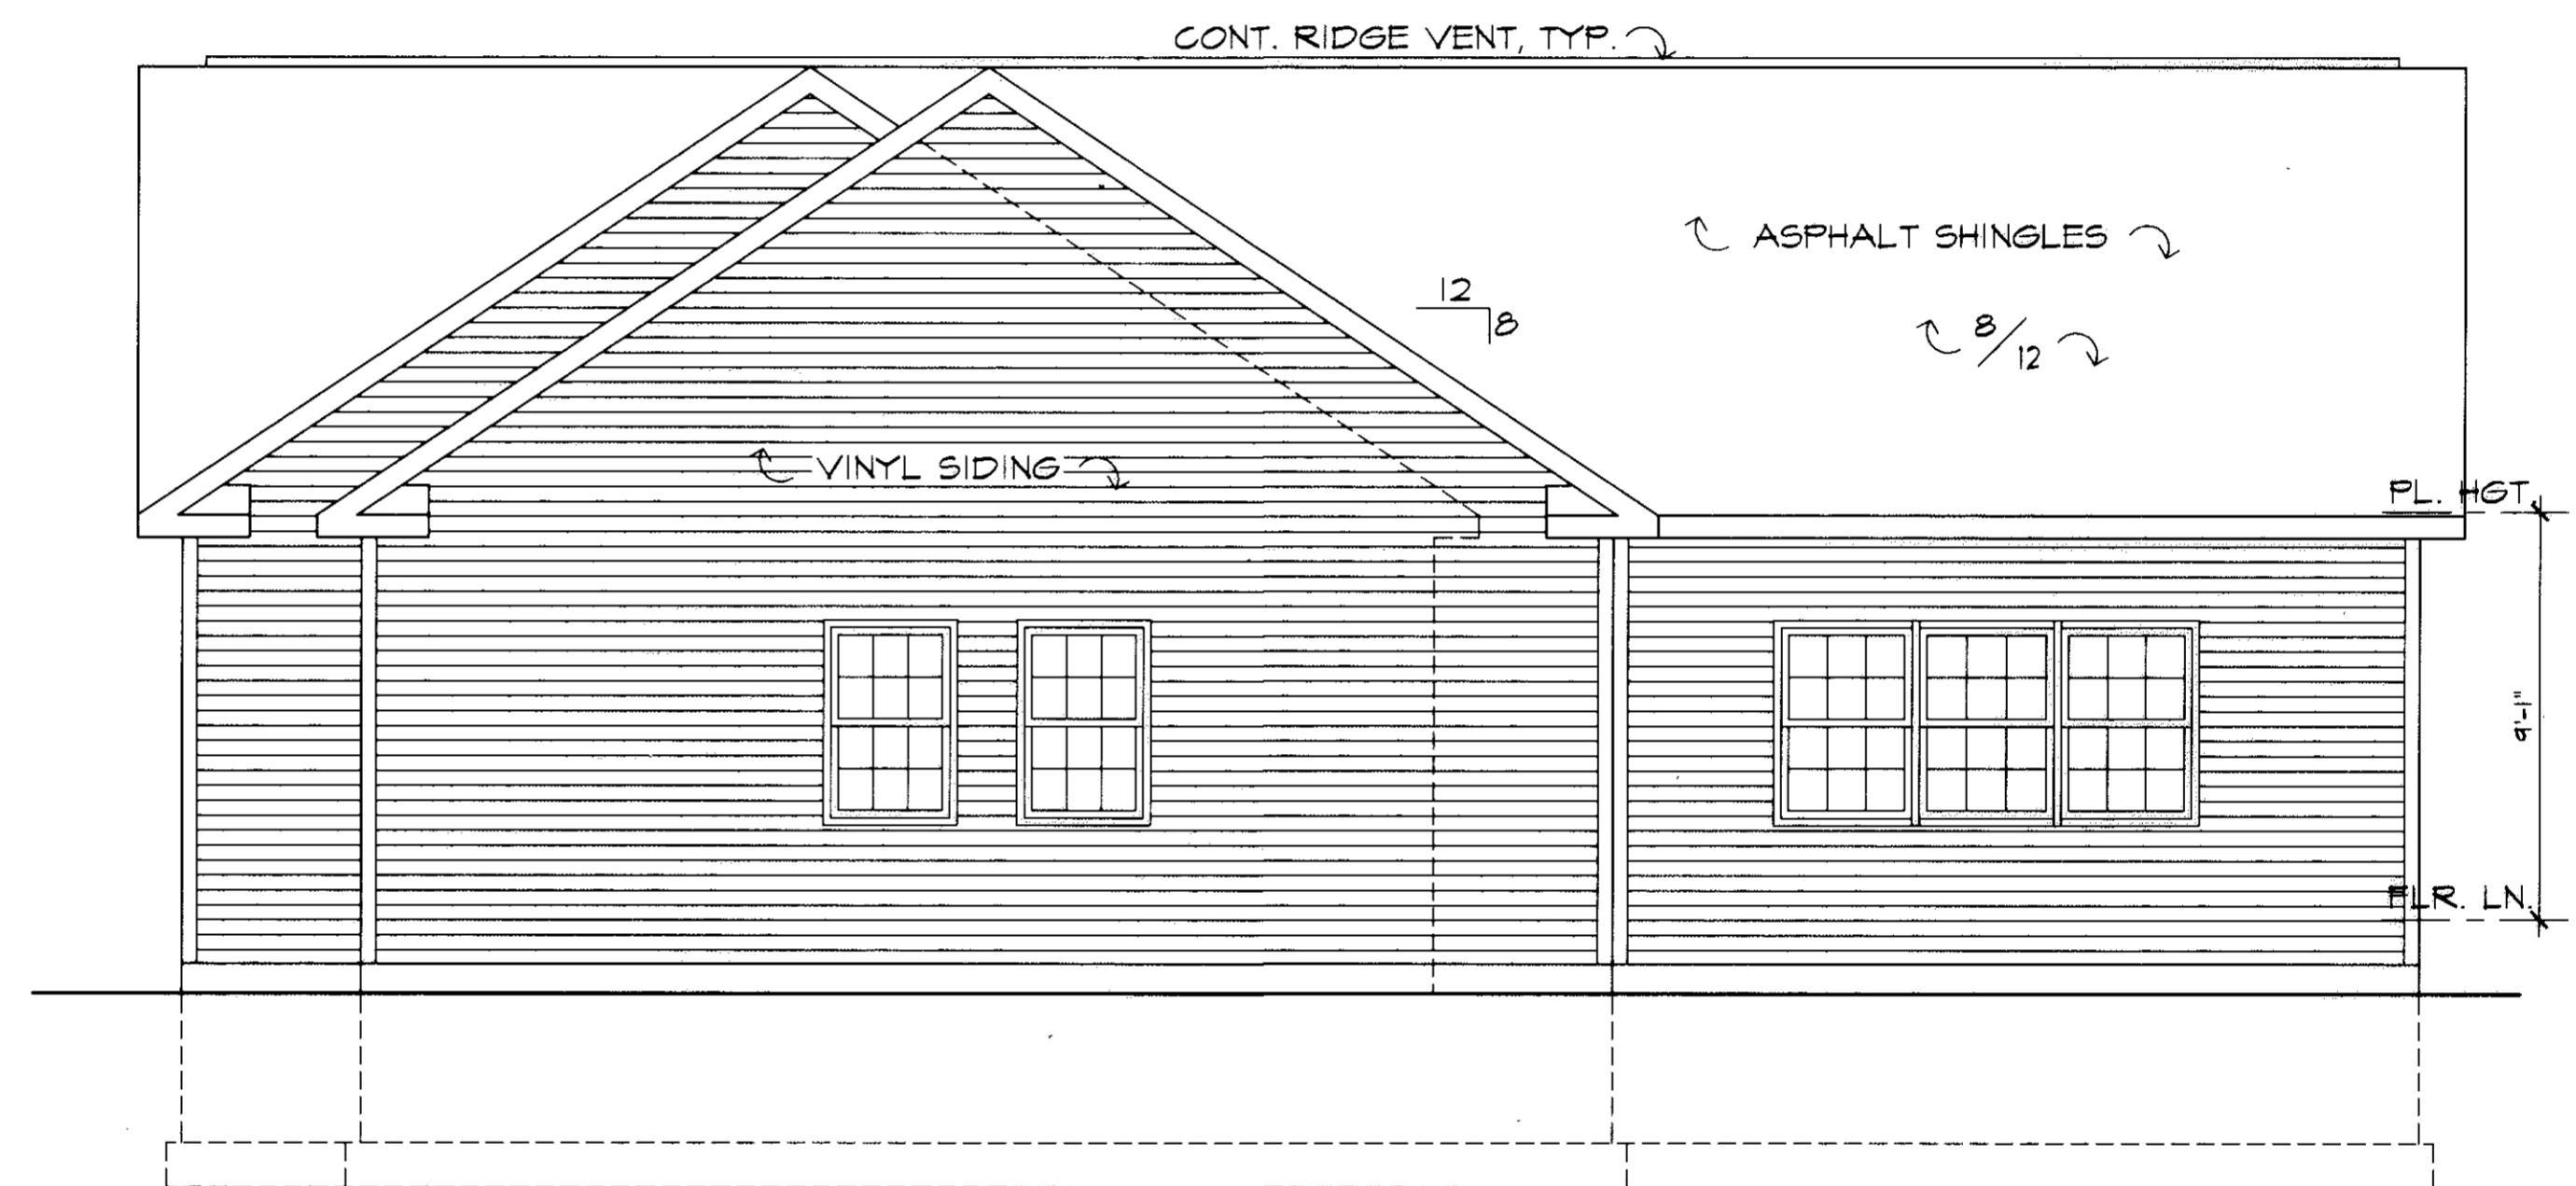 CONT. RIDGE VENT, TYP.
ASPHALT SHINGLES
12
8
8/12
VINYL SIDING
PL. HGT.
9'-1"
FLR. LN.